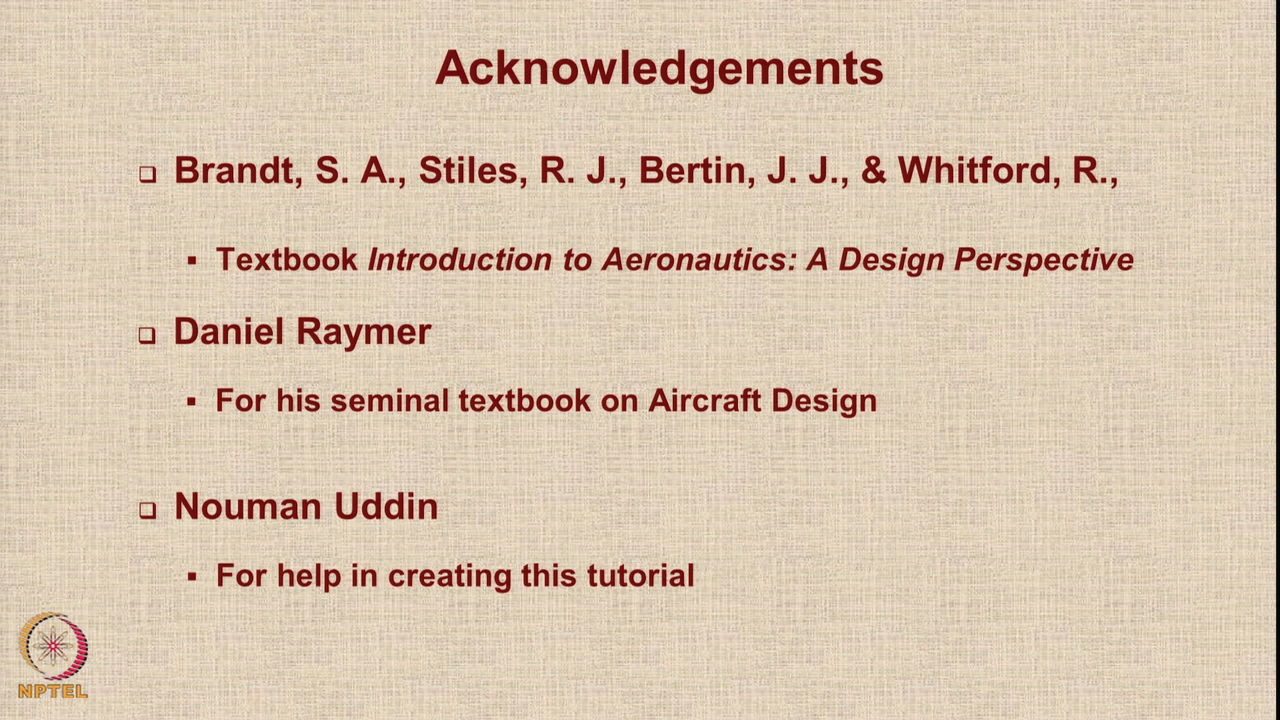 Acknowledgements
Brandt, S. A., Stiles, R. J., Bertin, J. J., & Whitford, R.,
Textbook Introduction to Aeronautics: A Design Perspective
Daniel Raymer
For his seminal textbook on Aircraft Design
Nouman Uddin
For help in creating this tutorial
NPTEL